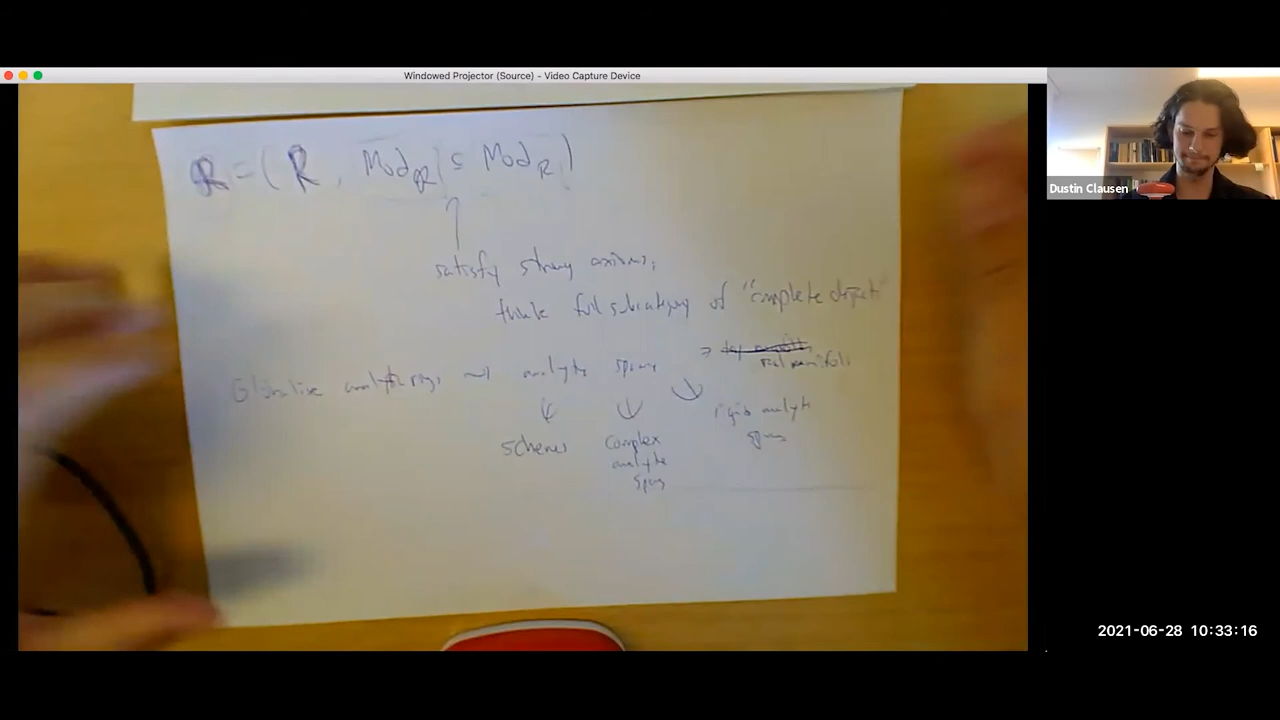 Windowed Projector (Source) - Video Capture Device
Dustin Clausen
R = ( R , Mod_R ⊆ Mod_R )
satisfy strong axioms;
think full subcategory of "complete objects"
Globalise analytic rings ⇝ analytic spaces
real manifolds
schemes
complex
analytic
spaces
rigid analytic
spaces
2021-06-28 10:33:16